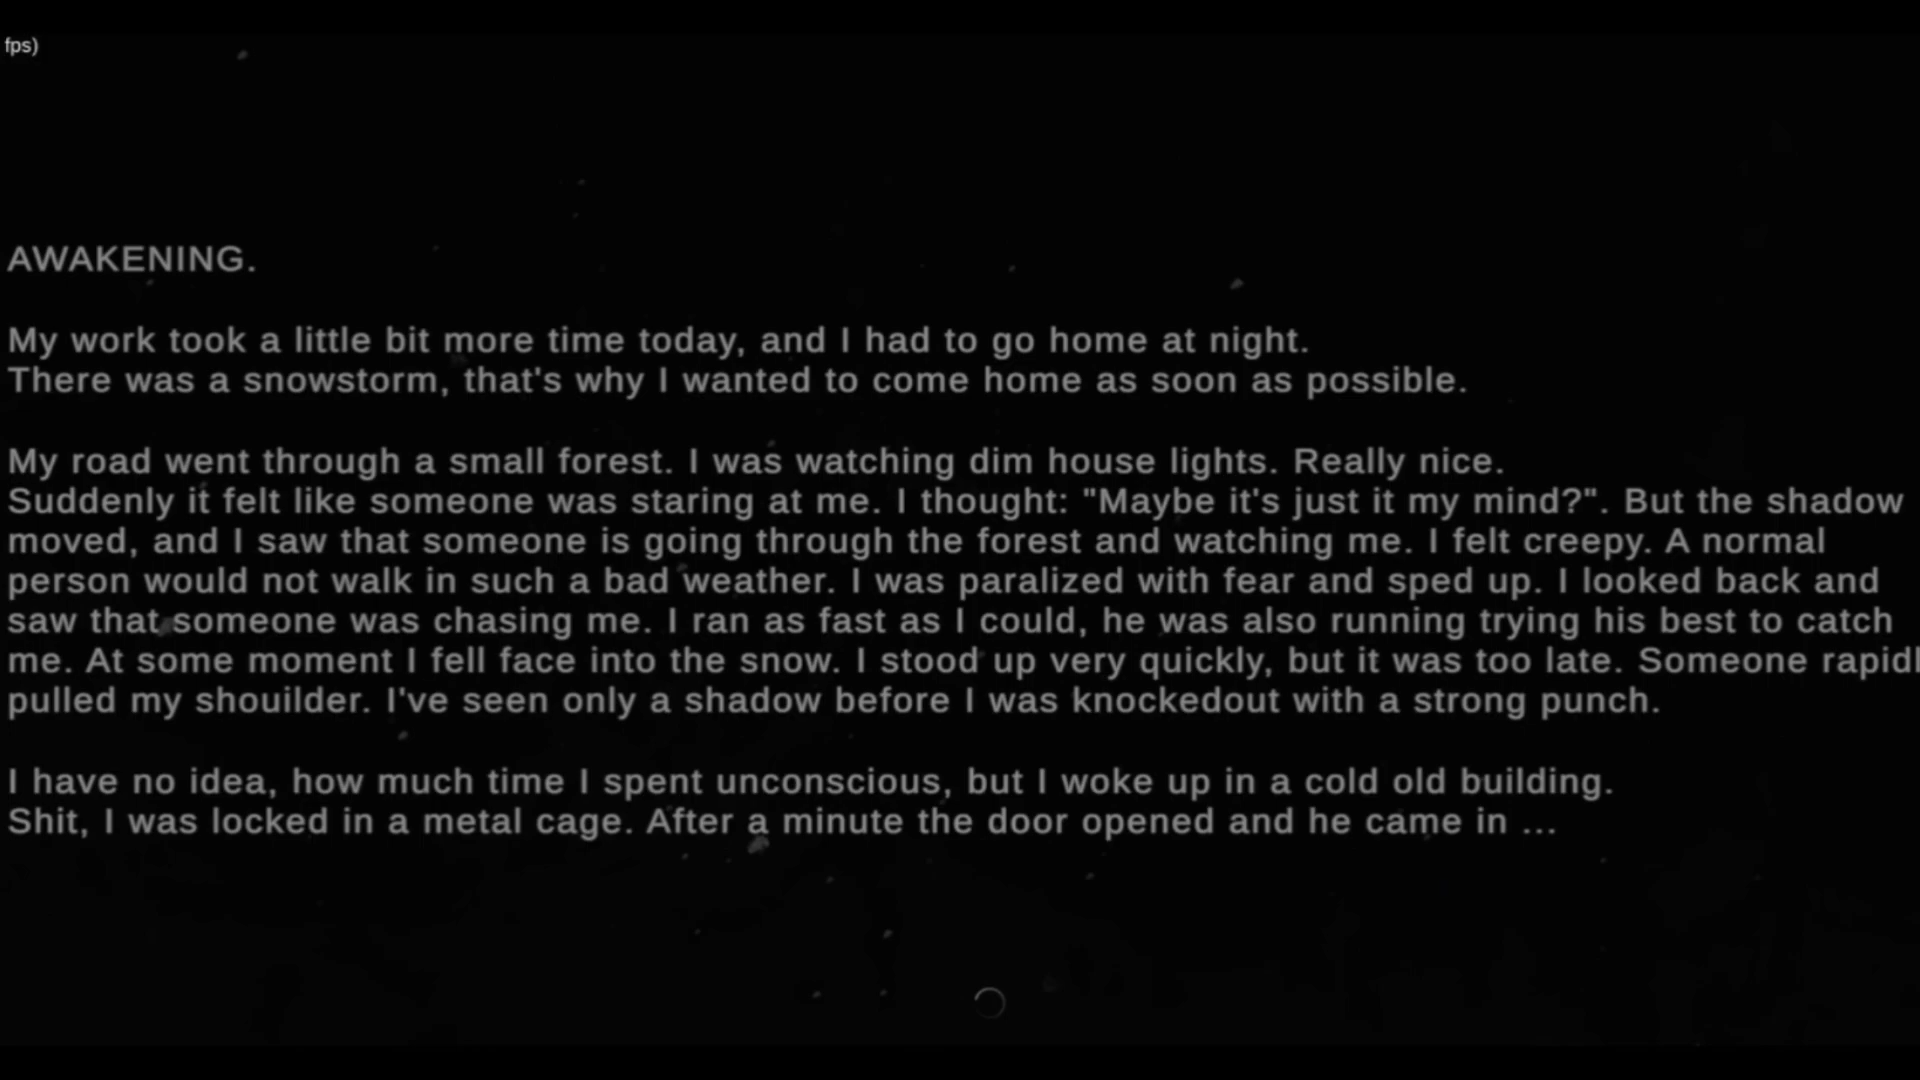 fps)
AWAKENING.
My work took a little bit more time today, and I had to go home at night.
There was a snowstorm, that's why I wanted to come home as soon as possible.
My road went through a small forest. I was watching dim house lights. Really nice.
Suddenly it felt like someone was staring at me. I thought: "Maybe it's just it my mind?". But the shadow
moved, and I saw that someone is going through the forest and watching me. I felt creepy. A normal
person would not walk in such a bad weather. I was paralized with fear and sped up. I looked back and
saw that someone was chasing me. I ran as fast as I could, he was also running trying his best to catch
me. At some moment I fell face into the snow. I stood up very quickly, but it was too late. Someone rapidl
pulled my shouilder. I've seen only a shadow before I was knockedout with a strong punch.
I have no idea, how much time I spent unconscious, but I woke up in a cold old building.
Shit, I was locked in a metal cage. After a minute the door opened and he came in ...